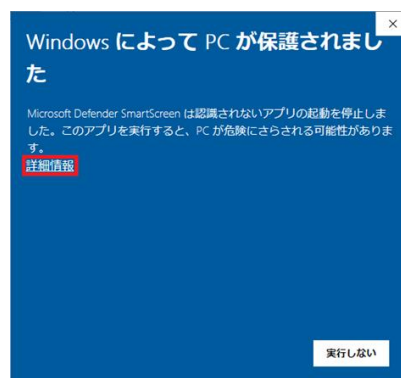 Windows によって PC が保護されまし
た
Microsoft Defender SmartScreen は認識されないアプリの起動を停止しま
した。このアプリを実行すると、PC が危険にさらされる可能性がありま
す。
詳細情報
実行しない